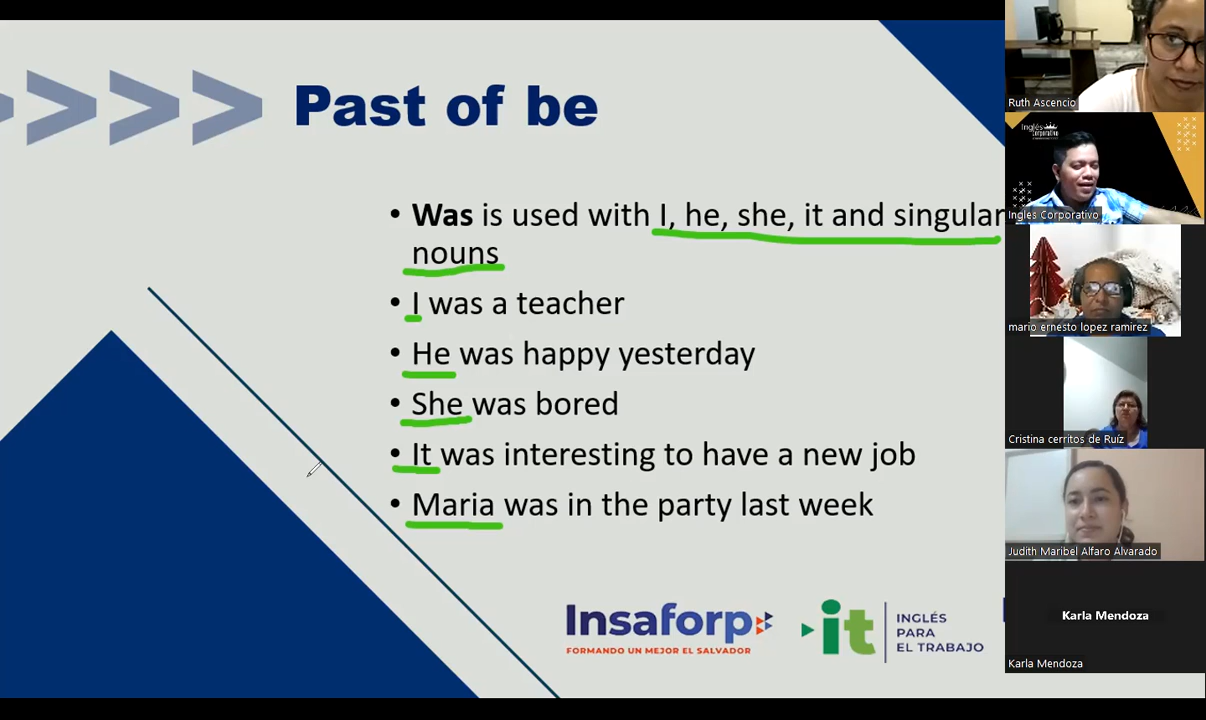 Past of be
• Was is used with I, he, she, it and singular
nouns
• I was a teacher
• He was happy yesterday
• She was bored
• It was interesting to have a new job
• Maria was in the party last week
Insaforp
FORMANDO UN MEJOR EL SALVADOR
it
INGLÉS
PARA
EL TRABAJO
Ruth Ascencio
Inglés
Corporativo
Ingles Corporativo
mario ernesto lopez ramirez
Cristina cerritos de Ruíz
Judith Maribel Alfaro Alvarado
Karla Mendoza
Karla Mendoza